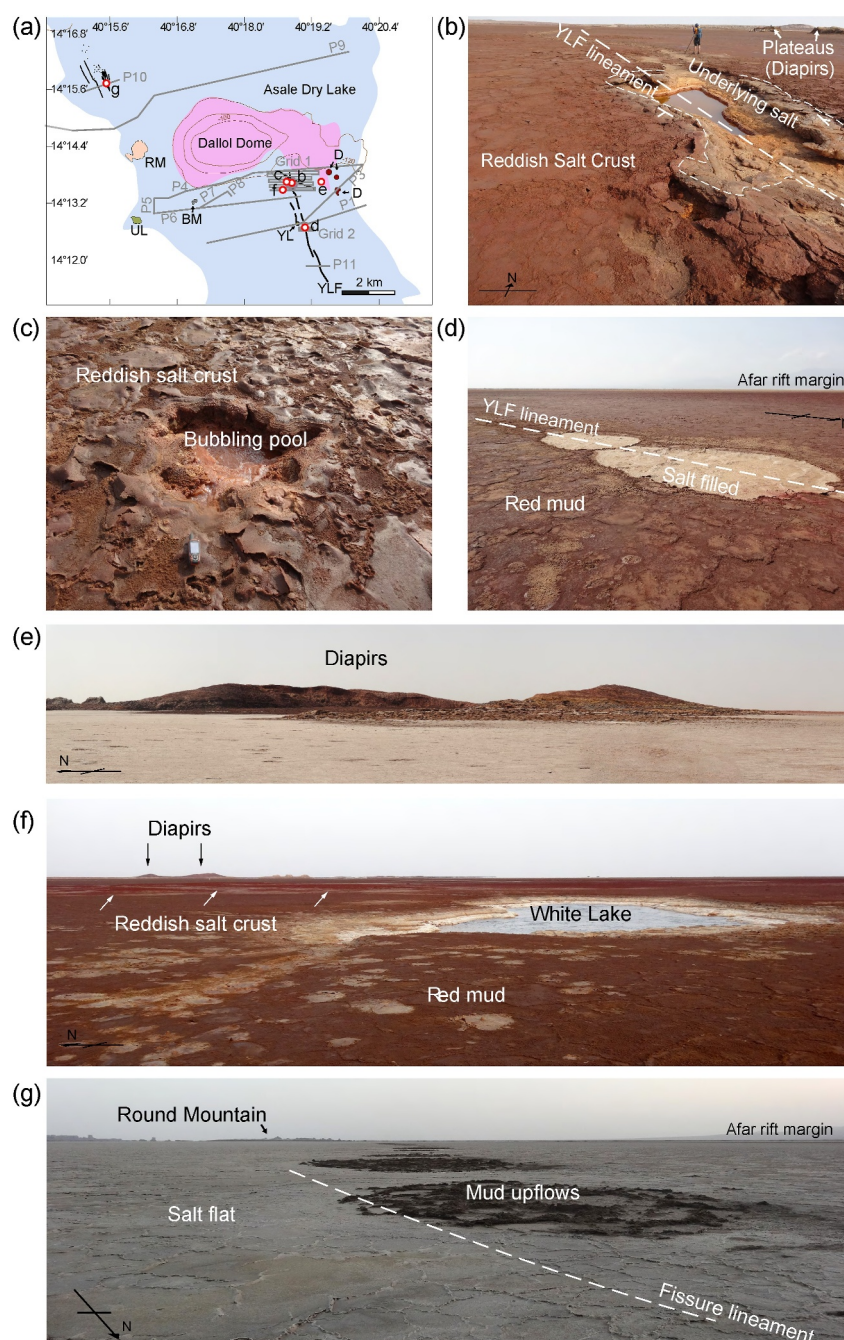 (a)
40°15.6'
40°16.8'
40°18'
40°19.2'
40°20.4'
14°16.8'
14°15.6'
14°14.4'
14°13.2'
14°12.0'
P9
P10
g
Asale Dry Lake
-100
Dallol Dome
-120
RM
Grid 1
D
c
b
P3
P4
P7
P8
f
e
D
P5
P6
BM
P1
UL
YL
d
Grid 2
P11
YLF
2 km
(b)
YLF lineament
Plateaus
(Diapirs)
Underlying salt
Reddish Salt Crust
N
(c)
Reddish salt crust
Bubbling pool
(d)
Afar rift margin
YLF lineament
Salt filled
Red mud
(e)
Diapirs
N
(f)
Diapirs
Reddish salt crust
White Lake
Red mud
N
(g)
Round Mountain
Afar rift margin
Mud upflows
Salt flat
Fissure lineament
N